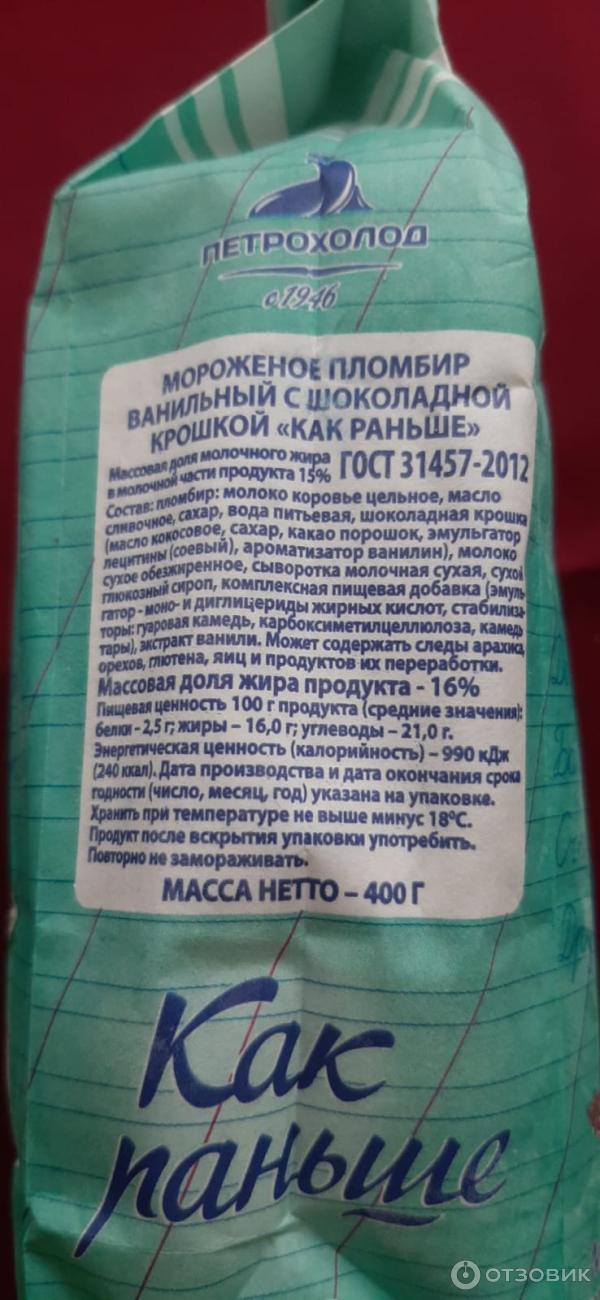 ПЕТРОХОЛОД
с 1946
МОРОЖЕНОЕ ПЛОМБИР
ВАНИЛЬНЫЙ С ШОКОЛАДНОЙ
КРОШКОЙ «КАК РАНЬШЕ»
Массовая доля молочного жира
в молочной части продукта 15% ГОСТ 31457-2012
Состав: пломбир: молоко коровье цельное, масло
сливочное, сахар, вода питьевая, шоколадная крошка
(масло кокосовое, сахар, какао порошок, эмульгатор
лецитины (соевый), ароматизатор ванилин), молоко
сухое обезжиренное, сыворотка молочная сухая, сухой
глюкозный сироп, комплексная пищевая добавка (эмуль
гатор - моно- и диглицериды жирных кислот, стабилиза-
торы: гуаровая камедь, карбоксиметилцеллюлоза, камедь
тары), экстракт ванили. Может содержать следы арахиса,
орехов, глютена, яиц и продуктов их переработки.
Массовая доля жира продукта - 16%
Пищевая ценность 100 г продукта (средние значения):
белки - 2,5 г; жиры – 16,0 г; углеводы – 21,0 г.
Энергетическая ценность (калорийность) – 990 кДж
(240 ккал). Дата производства и дата окончания срока
годности (число, месяц, год) указана на упаковке.
Хранить при температуре не выше минус 18°С.
Продукт после вскрытия упаковки употребить.
Повторно не замораживать.
МАССА НЕТТО – 400 Г
Как
раньше
ОТЗОВИК